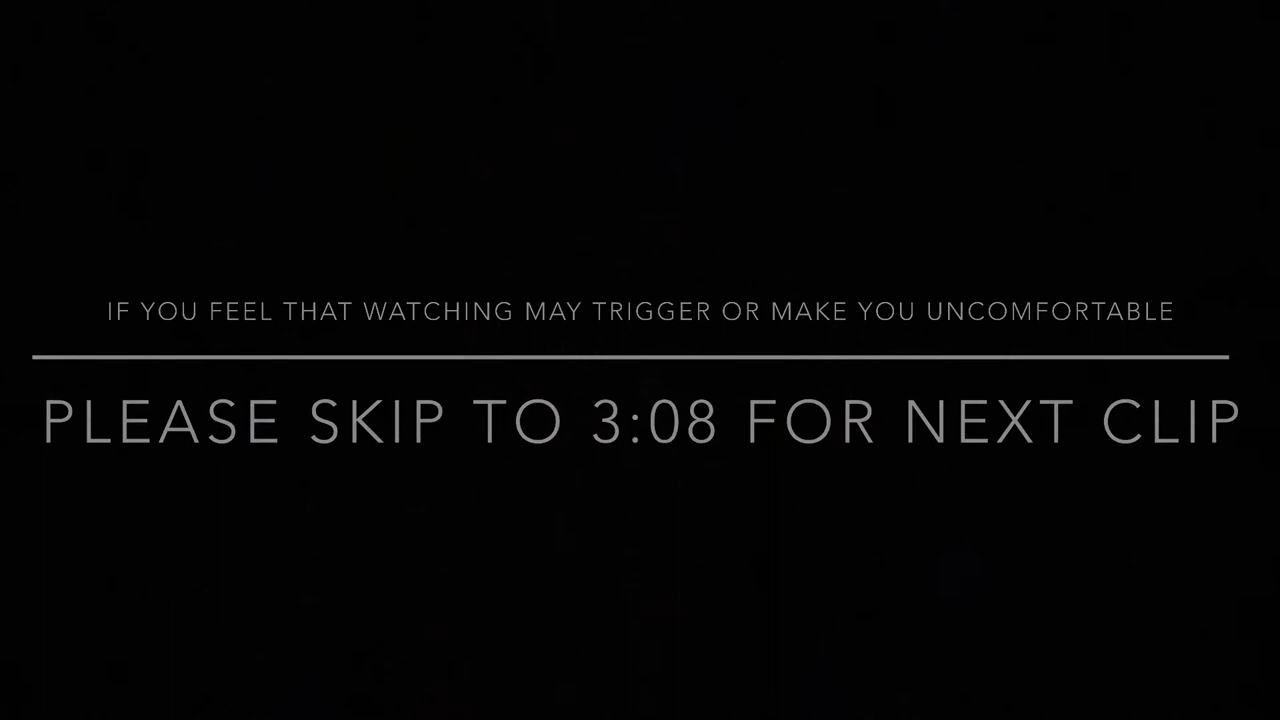 IF YOU FEEL THAT WATCHING MAY TRIGGER OR MAKE YOU UNCOMFORTABLE
PLEASE SKIP TO 3:08 FOR NEXT CLIP